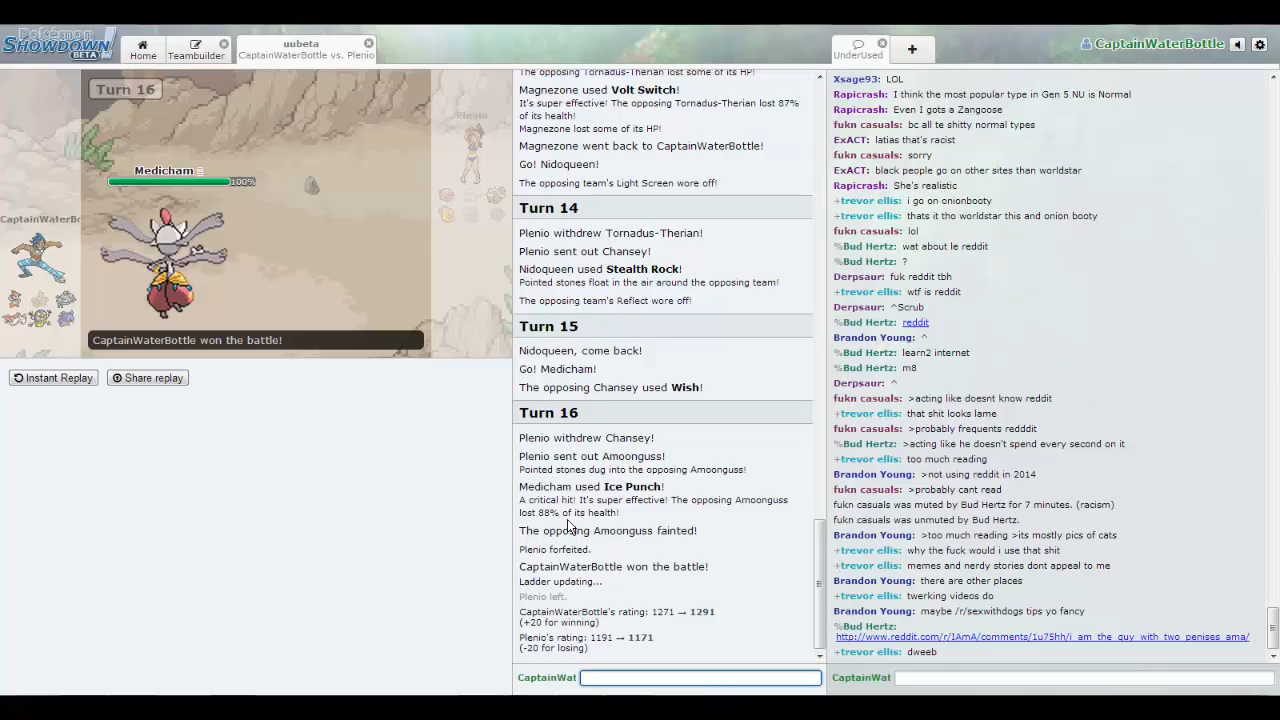 Pokémon
SHOWDOWN!
BETA
Home
Teambuilder
uubeta
CaptainWaterBottle vs. Plenio
UnderUsed
+
CaptainWaterBottle
Turn 16
Plenio
Medicham
100%
CaptainWaterBo
CaptainWaterBottle won the battle!
Instant Replay
Share replay
The opposing Tornadus-Therian lost some of its HP!
Magnezone used Volt Switch!
It's super effective! The opposing Tornadus-Therian lost 87%
of its health!
Magnezone lost some of its HP!
Magnezone went back to CaptainWaterBottle!
Go! Nidoqueen!
The opposing team's Light Screen wore off!
Turn 14
Plenio withdrew Tornadus-Therian!
Plenio sent out Chansey!
Nidoqueen used Stealth Rock!
Pointed stones float in the air around the opposing team!
The opposing team's Reflect wore off!
Turn 15
Nidoqueen, come back!
Go! Medicham!
The opposing Chansey used Wish!
Turn 16
Plenio withdrew Chansey!
Plenio sent out Amoonguss!
Pointed stones dug into the opposing Amoonguss!
Medicham used Ice Punch!
A critical hit! It's super effective! The opposing Amoonguss
lost 88% of its health!
The opposing Amoonguss fainted!
Plenio forfeited.
CaptainWaterBottle won the battle!
Ladder updating...
Plenio left.
CaptainWaterBottle's rating: 1271 → 1291
(+20 for winning)
Plenio's rating: 1191 → 1171
(-20 for losing)
CaptainWat
Xsage93: LOL
Rapicrash: I think the most popular type in Gen 5 NU is Normal
Rapicrash: Even I gots a Zangoose
fukn casuals: bc all te shitty normal types
ExACT: latias that's racist
fukn casuals: sorry
ExACT: black people go on other sites than worldstar
Rapicrash: She's realistic
+trevor ellis: i go on onionbooty
+trevor ellis: thats it tho worldstar this and onion booty
fukn casuals: lol
%Bud Hertz: wat about le reddit
%Bud Hertz: ?
Derpsaur: fuk reddit tbh
+trevor ellis: wtf is reddit
Derpsaur: ^Scrub
%Bud Hertz: reddit
Brandon Young: ^
%Bud Hertz: learn2 internet
%Bud Hertz: m8
Derpsaur: ^
fukn casuals: >acting like doesnt know reddit
+trevor ellis: that shit looks lame
fukn casuals: >probably frequents redddit
%Bud Hertz: >acting like he doesn't spend every second on it
+trevor ellis: too much reading
Brandon Young: >not using reddit in 2014
fukn casuals: >probably cant read
fukn casuals was muted by Bud Hertz for 7 minutes. (racism)
fukn casuals was unmuted by Bud Hertz.
Brandon Young: >too much reading >its mostly pics of cats
+trevor ellis: why the fuck would i use that shit
+trevor ellis: memes and nerdy stories dont appeal to me
Brandon Young: there are other places
+trevor ellis: twerking videos do
Brandon Young: maybe /r/sexwithdogs tips yo fancy
%Bud Hertz:
http://www.reddit.com/r/IAmA/comments/1u75hh/i_am_the_guy_with_two_penises_ama/
+trevor ellis: dweeb
CaptainWat